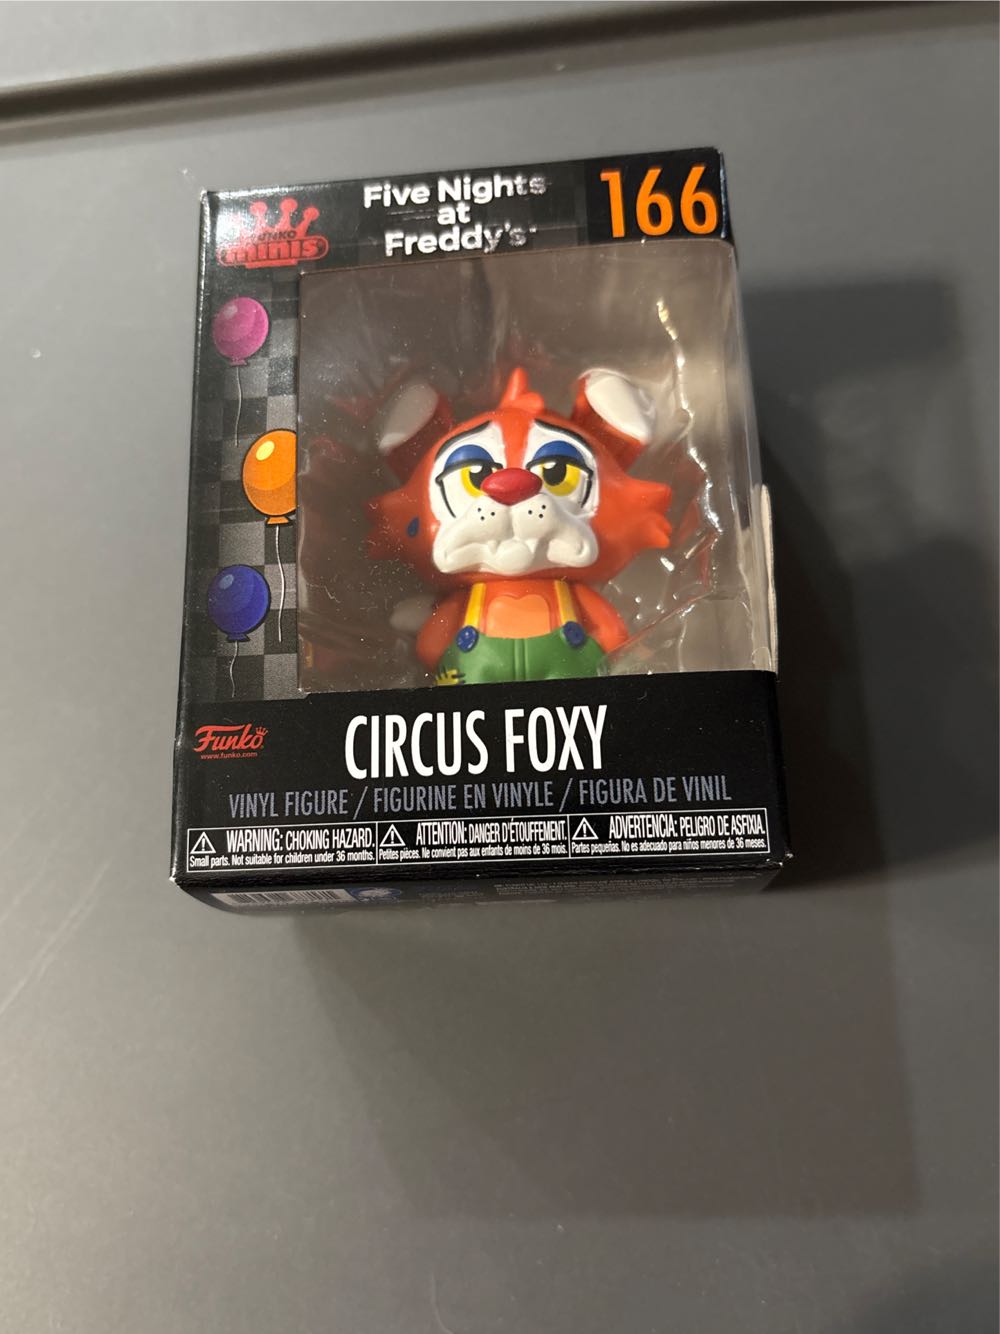 FUNKO
minis
Five Nights
at
Freddy's
166
Funko
www.funko.com
CIRCUS FOXY
VINYL FIGURE / FIGURINE EN VINYLE / FIGURA DE VINIL
WARNING: CHOKING HAZARD.
Small parts. Not suitable for children under 36 months.
ATTENTION: DANGER D'ÉTOUFFEMENT.
Petites pièces. Ne convient pas aux enfants de moins de 36 mois.
ADVERTENCIA: PELIGRO DE ASFIXIA.
Partes pequeñas. No es adecuado para niños menores de 36 meses.